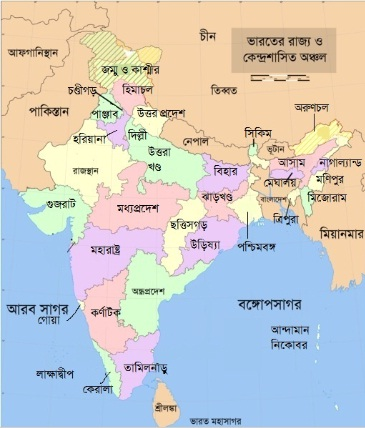 চীন
ভারতের রাজ্য ও
কেন্দ্রশাসিত অঞ্চল
আফগানিস্থান
জম্মু ও কাশ্মীর
হিমাচল
তিব্বত
চণ্ডীগড়
পাকিস্তান
পাঞ্জাব
উত্তর প্রদেশ
অরুণাচল
হরিয়ানা
দিল্লী
নেপাল
সিকিম
ভূটান
উত্তরা
খণ্ড
রাজস্থান
বিহার
আসাম
নাগাল্যান্ড
মেঘালয়
মণিপুর
গুজরাট
মধ্যপ্রদেশ
ঝাড়খণ্ড
বাংলাদেশ
মিজোরাম
ত্রিপুরা
ছত্তিসগড়
মহারাষ্ট্র
উড়িষ্যা
পশ্চিমবঙ্গ
মিয়ানমার
অন্ধ্রপ্রদেশ
আরব সাগর
গোয়া
কর্ণাটক
বঙ্গোপসাগর
আন্দামান
নিকোবর
লাক্ষাদ্বীপ
কেরালা
তামিলনাড়ু
শ্রীলঙ্কা
ভারত মহাসাগর